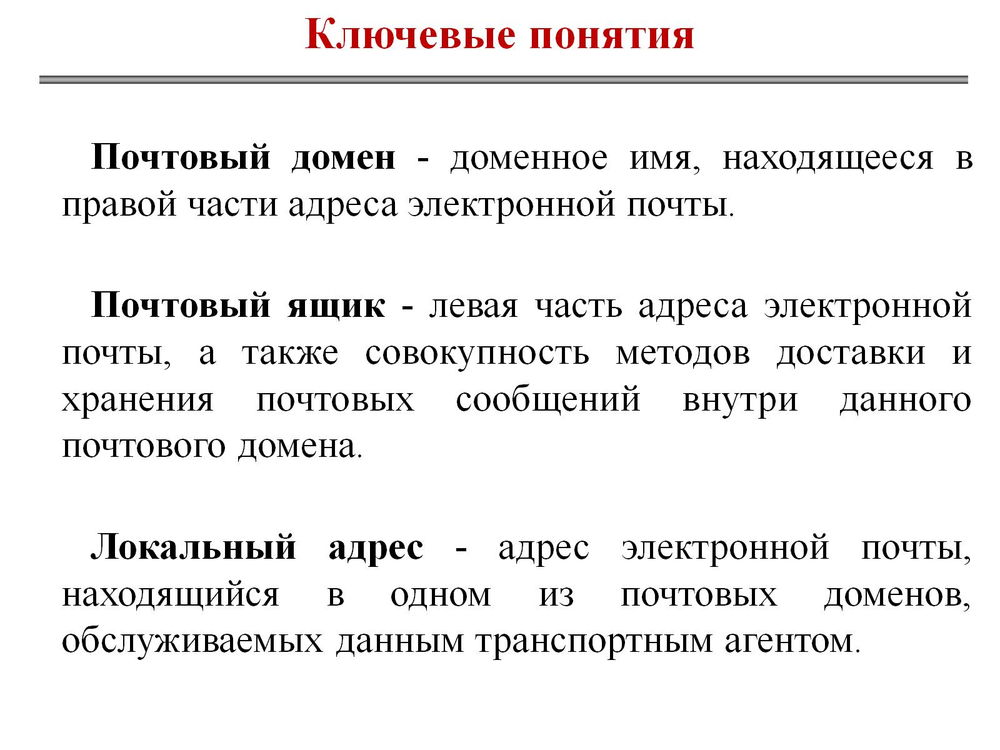 Ключевые понятия
Почтовый домен - доменное имя, находящееся в
правой части адреса электронной почты.
Почтовый ящик - левая часть адреса электронной
почты, а также совокупность методов доставки и
хранения почтовых сообщений внутри данного
почтового домена.
Локальный адрес - адрес электронной почты,
находящийся в одном из почтовых доменов,
обслуживаемых данным транспортным агентом.